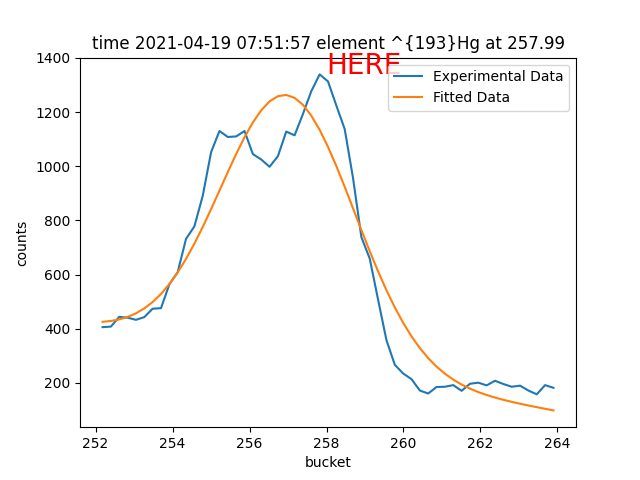 time 2021-04-19 07:51:57 element ^{193}Hg at 257.99
HERE
Experimental Data
Fitted Data
1400
1200
1000
800
600
400
200
counts
252
254
256
258
260
262
264
bucket